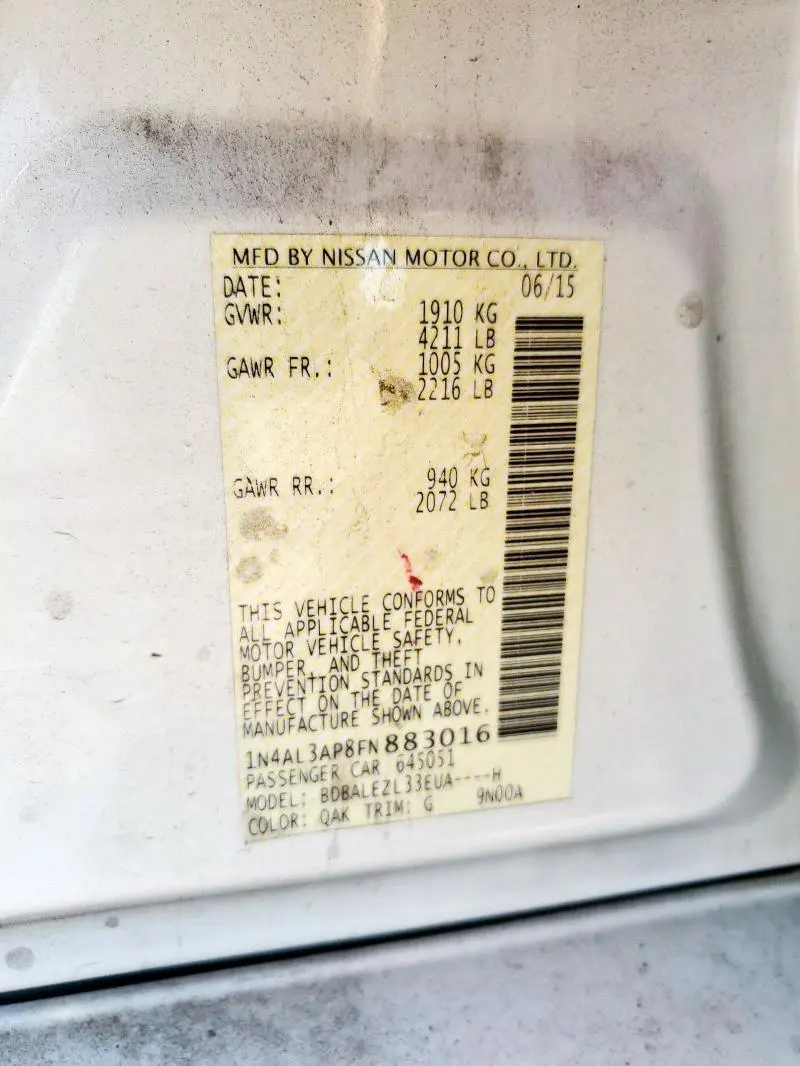 MFD BY NISSAN MOTOR CO., LTD.
DATE: 06/15
GVWR: 1910 KG
4211 LB
GAWR FR.: 1005 KG
2216 LB
GAWR RR.: 940 KG
2072 LB
THIS VEHICLE CONFORMS TO
ALL APPLICABLE FEDERAL
MOTOR VEHICLE SAFETY,
BUMPER, AND THEFT
PREVENTION STANDARDS IN
EFFECT ON THE DATE OF
MANUFACTURE SHOWN ABOVE.
1N4AL3AP8FN883016
PASSENGER CAR 645051
MODEL: BDBALEZL33EUA----H
COLOR: QAK TRIM: G 9N00A